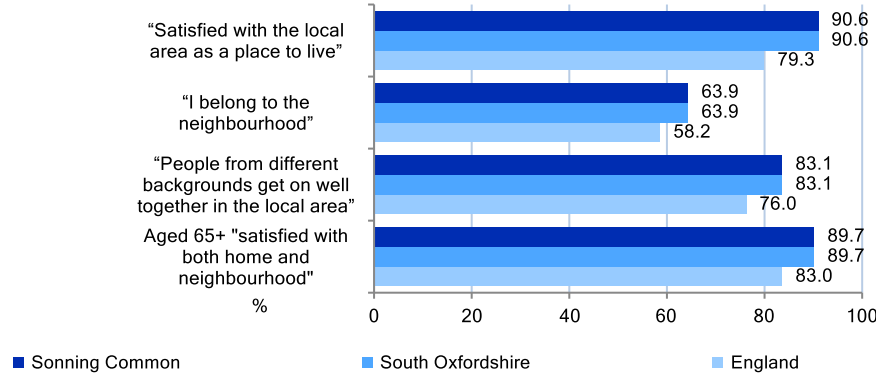 “Satisfied with the local
area as a place to live”
90.6
90.6
79.3
“I belong to the
neighbourhood”
63.9
63.9
58.2
“People from different
backgrounds get on well
together in the local area”
83.1
83.1
76.0
Aged 65+ "satisfied with
both home and
neighbourhood"
89.7
89.7
83.0
%
0 20 40 60 80 100
Sonning Common South Oxfordshire England